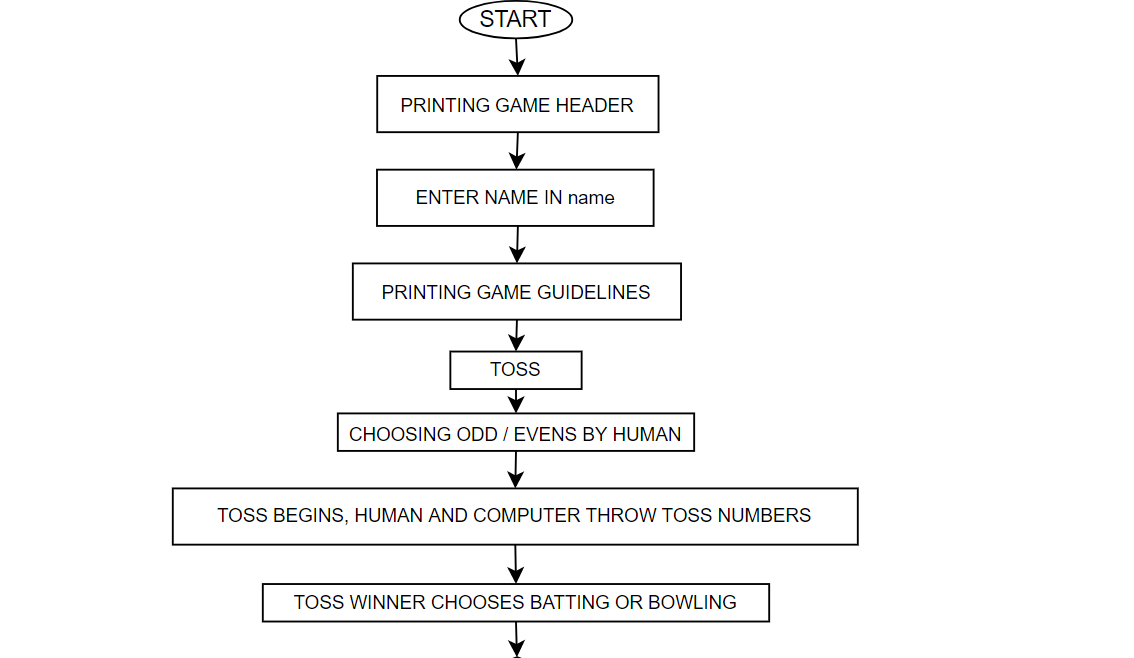 START
PRINTING GAME HEADER
ENTER NAME IN name
PRINTING GAME GUIDELINES
TOSS
CHOOSING ODD / EVENS BY HUMAN
TOSS BEGINS, HUMAN AND COMPUTER THROW TOSS NUMBERS
TOSS WINNER CHOOSES BATTING OR BOWLING